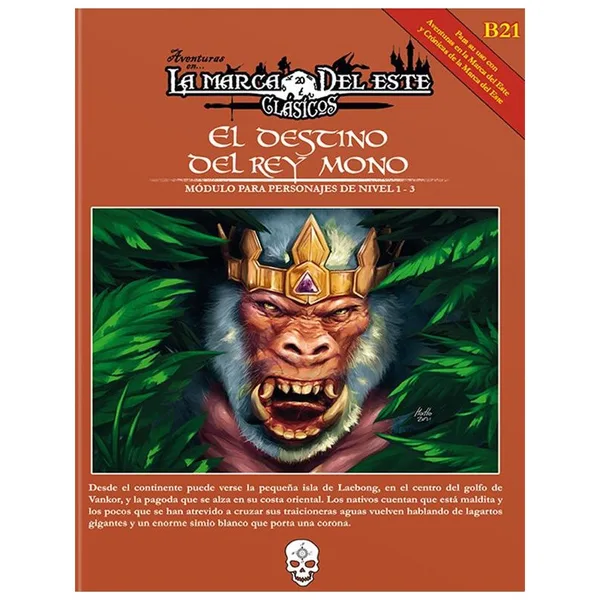 B21
Para su uso con
Aventuras en la Marca del Este
y Crónicas de la Marca del Este
Aventuras
en...
LA MARCA DEL ESTE
20
CLÁSICOS
EL DESTINO
DEL REY MONO
MÓDULO PARA PERSONAJES DE NIVEL 1 - 3
Desde el continente puede verse la pequeña isla de Laebong, en el centro del golfo de
Vankor, y la pagoda que se alza en su costa oriental. Los nativos cuentan que está maldita y
los pocos que se han atrevido a cruzar sus traicioneras aguas vuelven hablando de lagartos
gigantes y un enorme simio blanco que porta una corona.